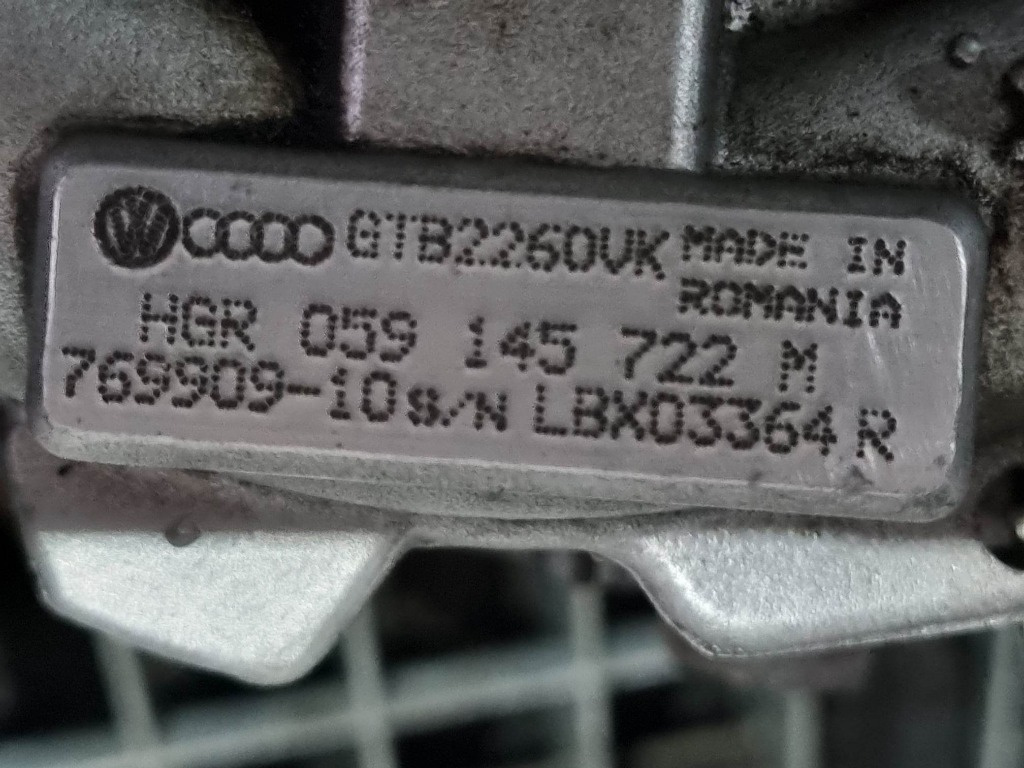 GTB2260VK MADE IN
ROMANIA
HGR 059 145 722 M
769909-10 S/N LBX03364 R